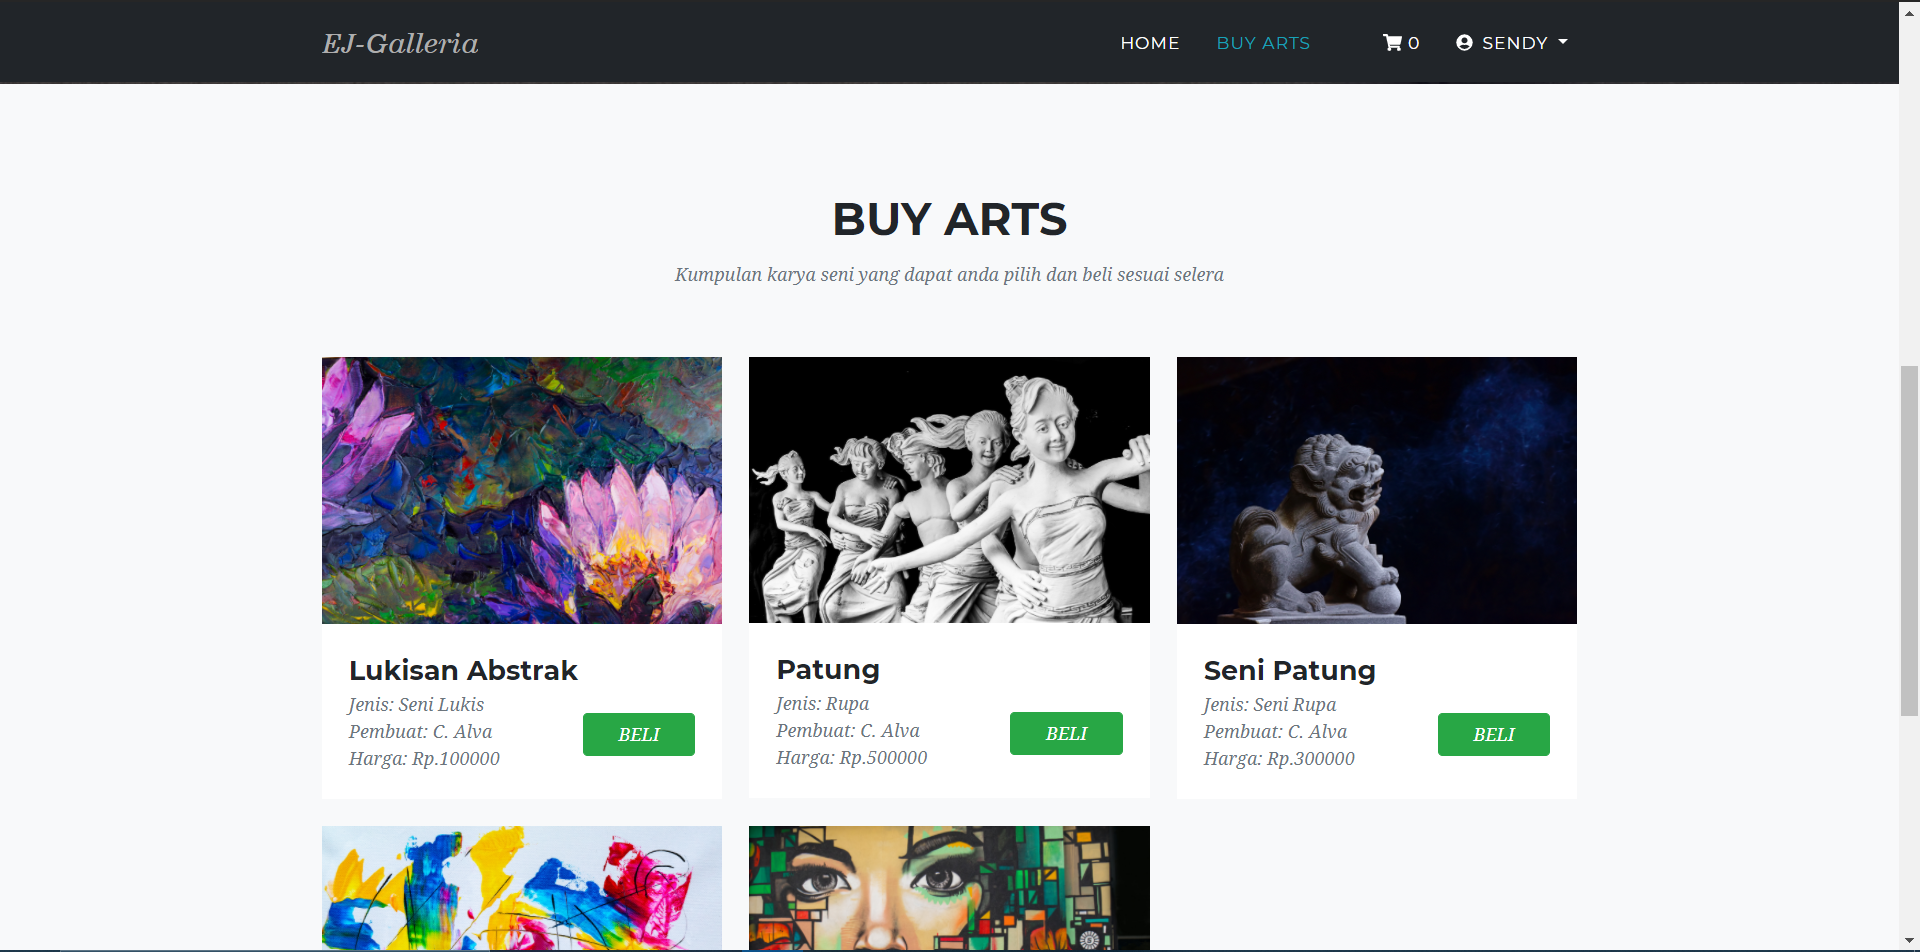 EJ-Galleria
HOME
BUY ARTS
0
SENDY
BUY ARTS
Kumpulan karya seni yang dapat anda pilih dan beli sesuai selera
Lukisan Abstrak
Jenis: Seni Lukis
Pembuat: C. Alva
Harga: Rp.100000
BELI
Patung
Jenis: Rupa
Pembuat: C. Alva
Harga: Rp.500000
BELI
Seni Patung
Jenis: Seni Rupa
Pembuat: C. Alva
Harga: Rp.300000
BELI